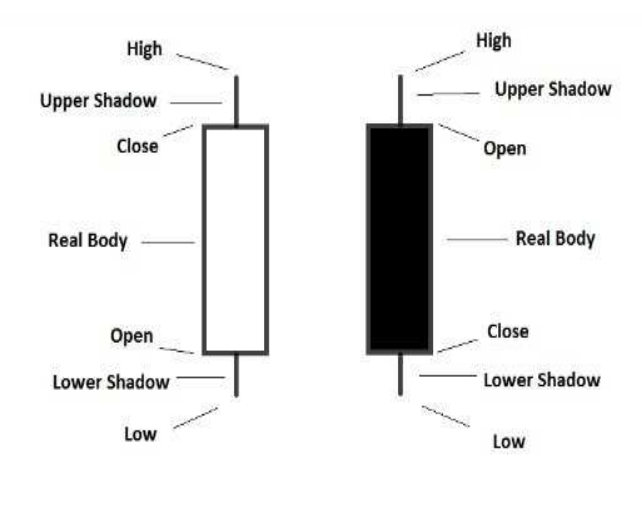 High
Upper Shadow
Close
Real Body
Open
Lower Shadow
Low
High
Upper Shadow
Open
Real Body
Close
Lower Shadow
Low